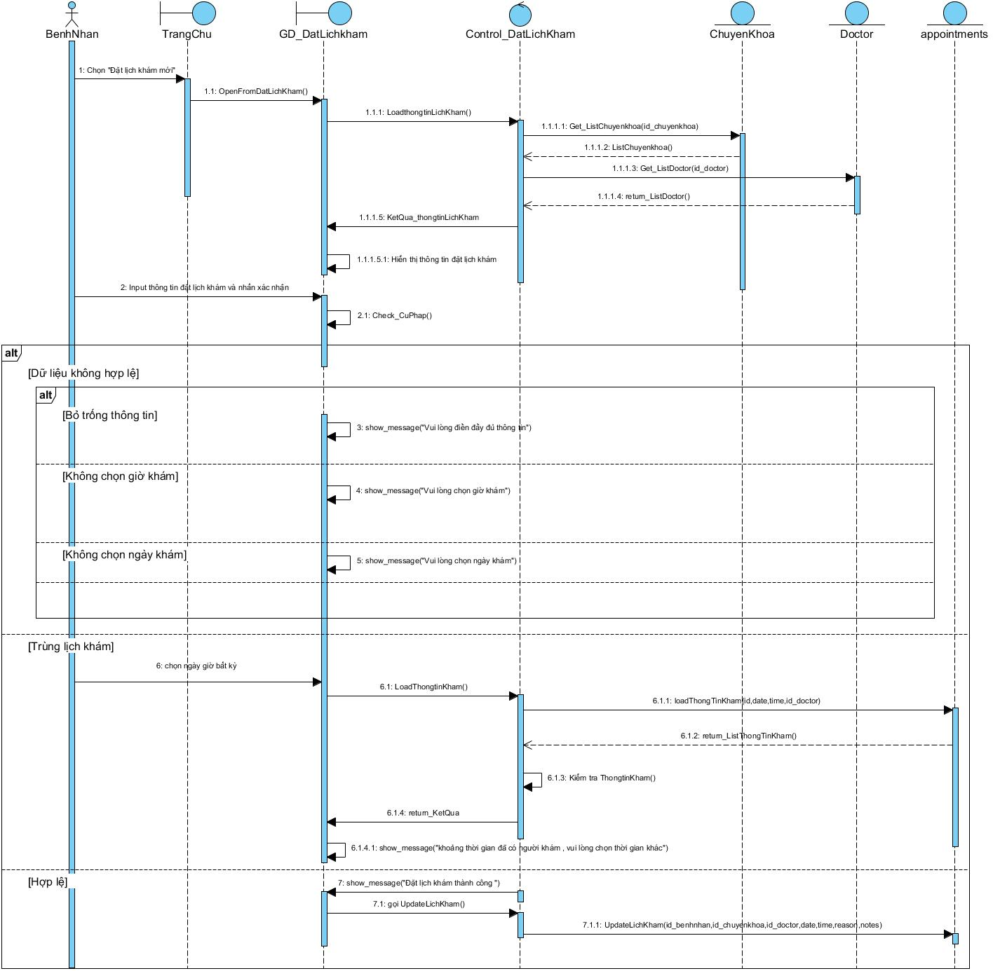 BenhNhan
TrangChu
GD_DatLichkham
Control_DatLichKham
ChuyenKhoa
Doctor
appointments
1: Chọn "Đặt lịch khám mới"
1.1: OpenFromDatLichKham()
1.1.1: LoadthongtinLichKham()
1.1.1.1: Get_ListChuyenkhoa(id_chuyenkhoa)
1.1.1.2: ListChuyenkhoa()
1.1.1.3: Get_ListDoctor(id_doctor)
1.1.1.4: return_ListDoctor()
1.1.1.5: KetQua_thongtinLichKham
1.1.1.5.1: Hiển thị thông tin đặt lịch khám
2: Input thông tin đặt lịch khám và nhấn xác nhận
2.1: Check_CuPhap()
alt
[Dữ liệu không hợp lệ]
alt
[Bỏ trống thông tin]
3: show_message("Vui lòng điền đầy đủ thông tin")
[Không chọn giờ khám]
4: show_message("Vui lòng chọn giờ khám")
[Không chọn ngày khám]
5: show_message("Vui lòng chọn ngày khám")
[Trùng lịch khám]
6: chọn ngày giờ bất kỳ
6.1: LoadThongtinKham()
6.1.1: loadThongTinKham(id,date,time,id_doctor)
6.1.2: return_ListThongTinKham()
6.1.3: Kiểm tra ThongtinKham()
6.1.4: return_KetQua
6.1.4.1: show_message("khoảng thời gian đã có người khám , vui lòng chọn thời gian khác")
[Hợp lệ]
7: show_message("Đặt lịch khám thành công ")
7.1: gọi UpdateLichKham()
7.1.1: UpdateLichKham(id_benhnhan,id_chuyenkhoa,id_doctor,date,time,reason,notes)